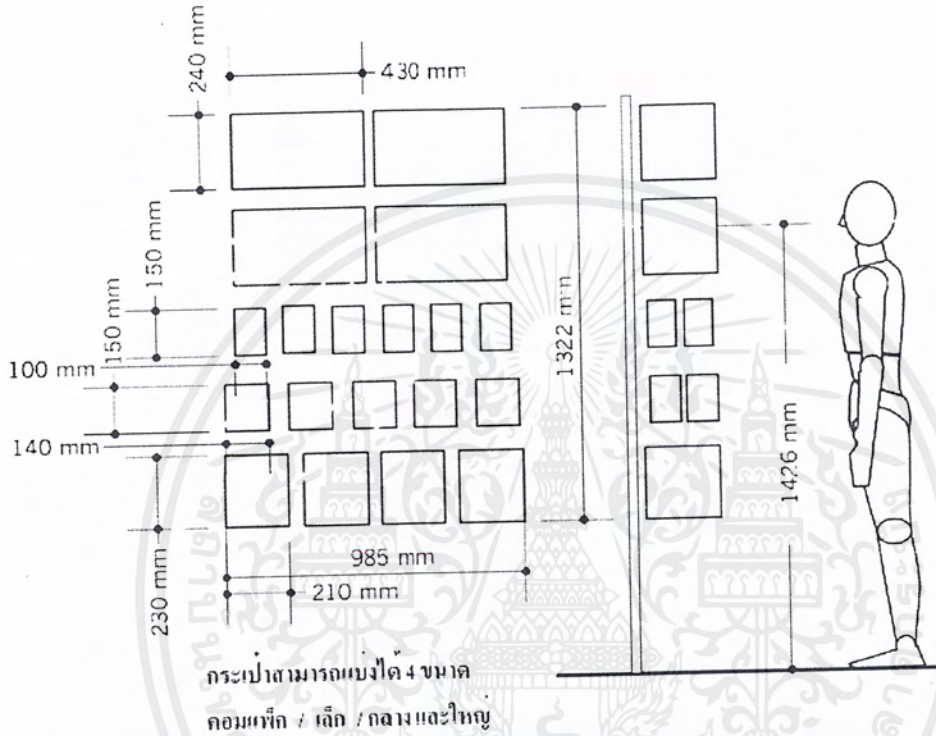 240 mm
430 mm
150 mm
150 mm
100 mm
140 mm
230 mm
1322 mm
1426 mm
985 mm
210 mm
กระเป๋าสามารถแบ่งได้ 4 ขนาด
คอมแพ็ก / เล็ก / กลางและใหญ่